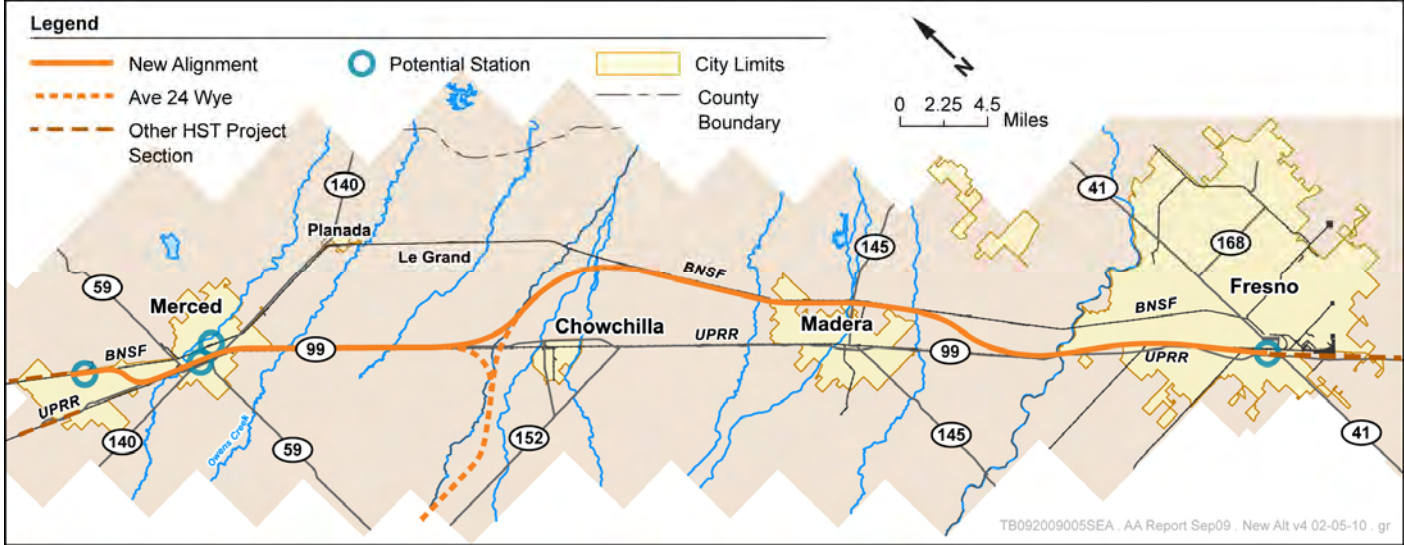 Legend
New Alignment
Potential Station
City Limits
Ave 24 Wye
County
Boundary
Other HST Project
Section
N
0 2.25 4.5
Miles
140
Planada
Le Grand
BNSF
59
Merced
BNSF
UPRR
140
Owens Creek
59
99
Chowchilla
UPRR
152
145
Madera
99
145
41
168
Fresno
BNSF
UPRR
41
TB092009005SEA . AA Report Sep09 . New Alt v4 02-05-10 . gr